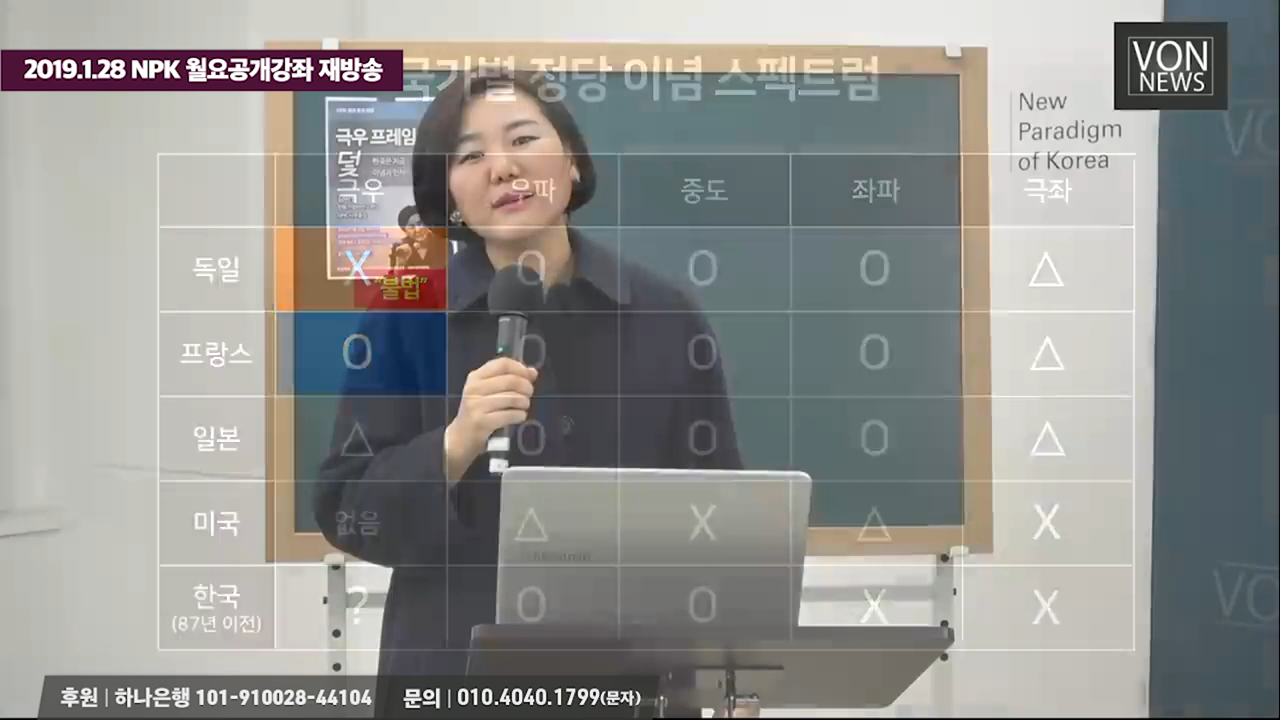 2019.1.28 NPK 월요공개강좌 재방송
국가별 정당 이념 스펙트럼
VON
NEWS
New
Paradigm
of Korea
극우프레임
덫
극우 우파 중도 좌파 극좌
독일 X O O O △
"불법"
프랑스 O O O O △
일본 △ O O O △
미국 없음 △ X △ X
한국 ? O O X X
(87년 이전)
후원 | 하나은행 101-910028-44104 문의 | 010.4040.1799(문자)